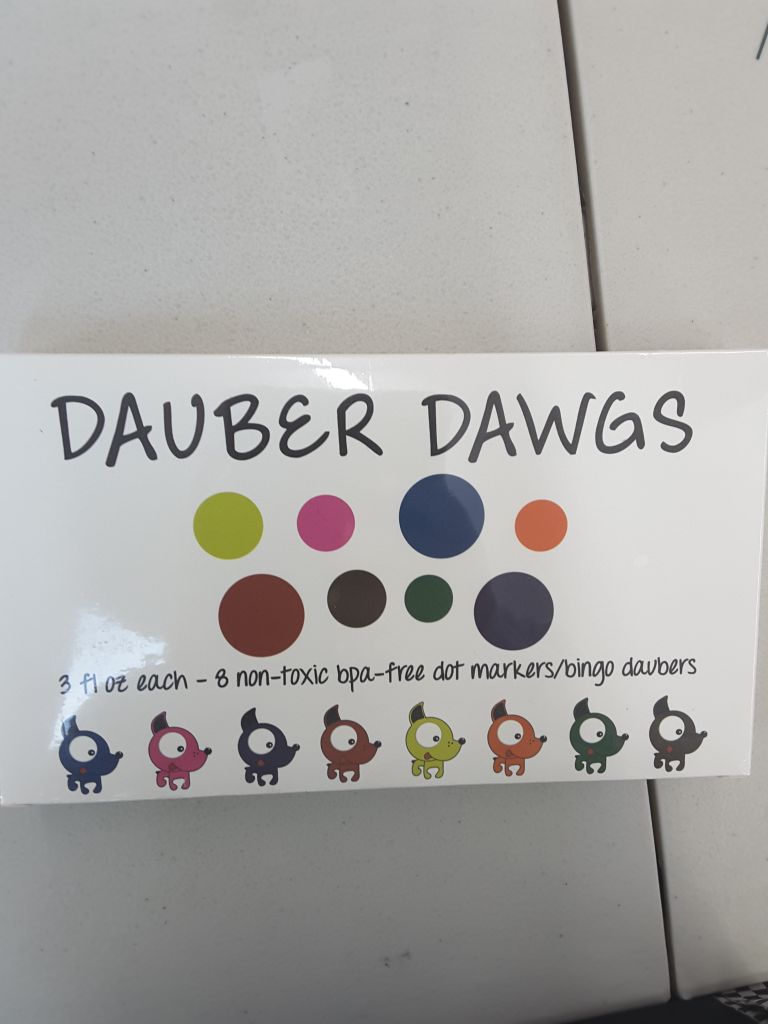 DAUBER DAWGS
3 fl oz each - 8 non-toxic bpa-free dot markers/bingo daubers